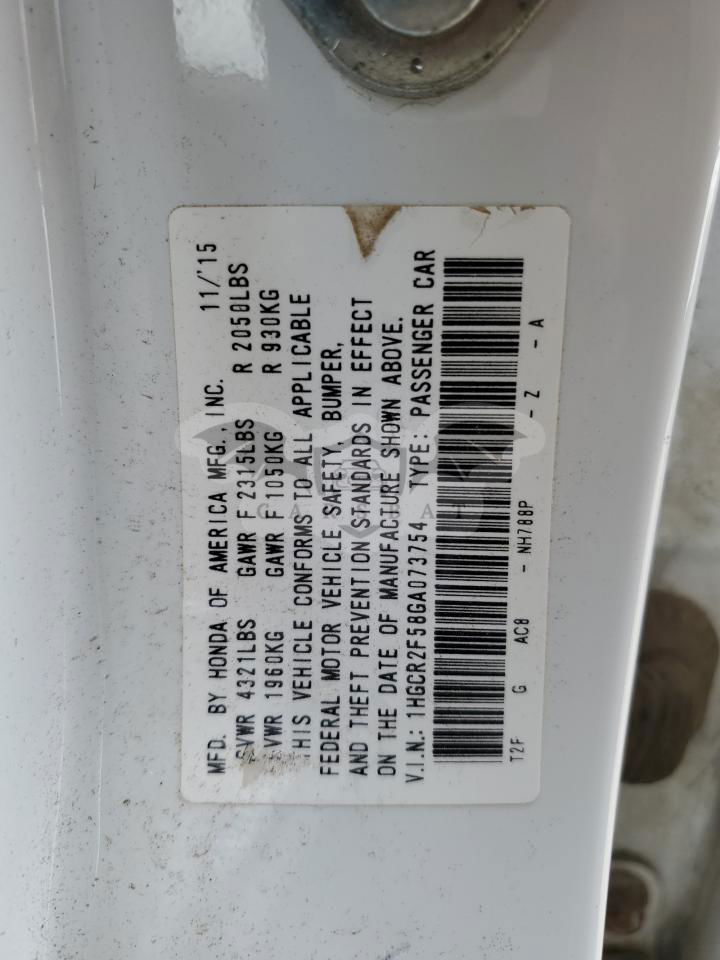 MFD. BY HONDA OF AMERICA MFG. INC. 11/'15
GVWR 4321LBS GAWR F 2315LBS R 2050LBS
GVWR 1960KG GAWR F 1050KG R 930KG
THIS VEHICLE CONFORMS TO ALL APPLICABLE
FEDERAL MOTOR VEHICLE SAFETY, BUMPER,
AND THEFT PREVENTION STANDARDS IN EFFECT
ON THE DATE OF MANUFACTURE SHOWN ABOVE.
V.I.N.: 1HGCR2F58GA073754 TYPE: PASSENGER CAR
T2F G AC8 - NH788P - Z - A
CARSBAT